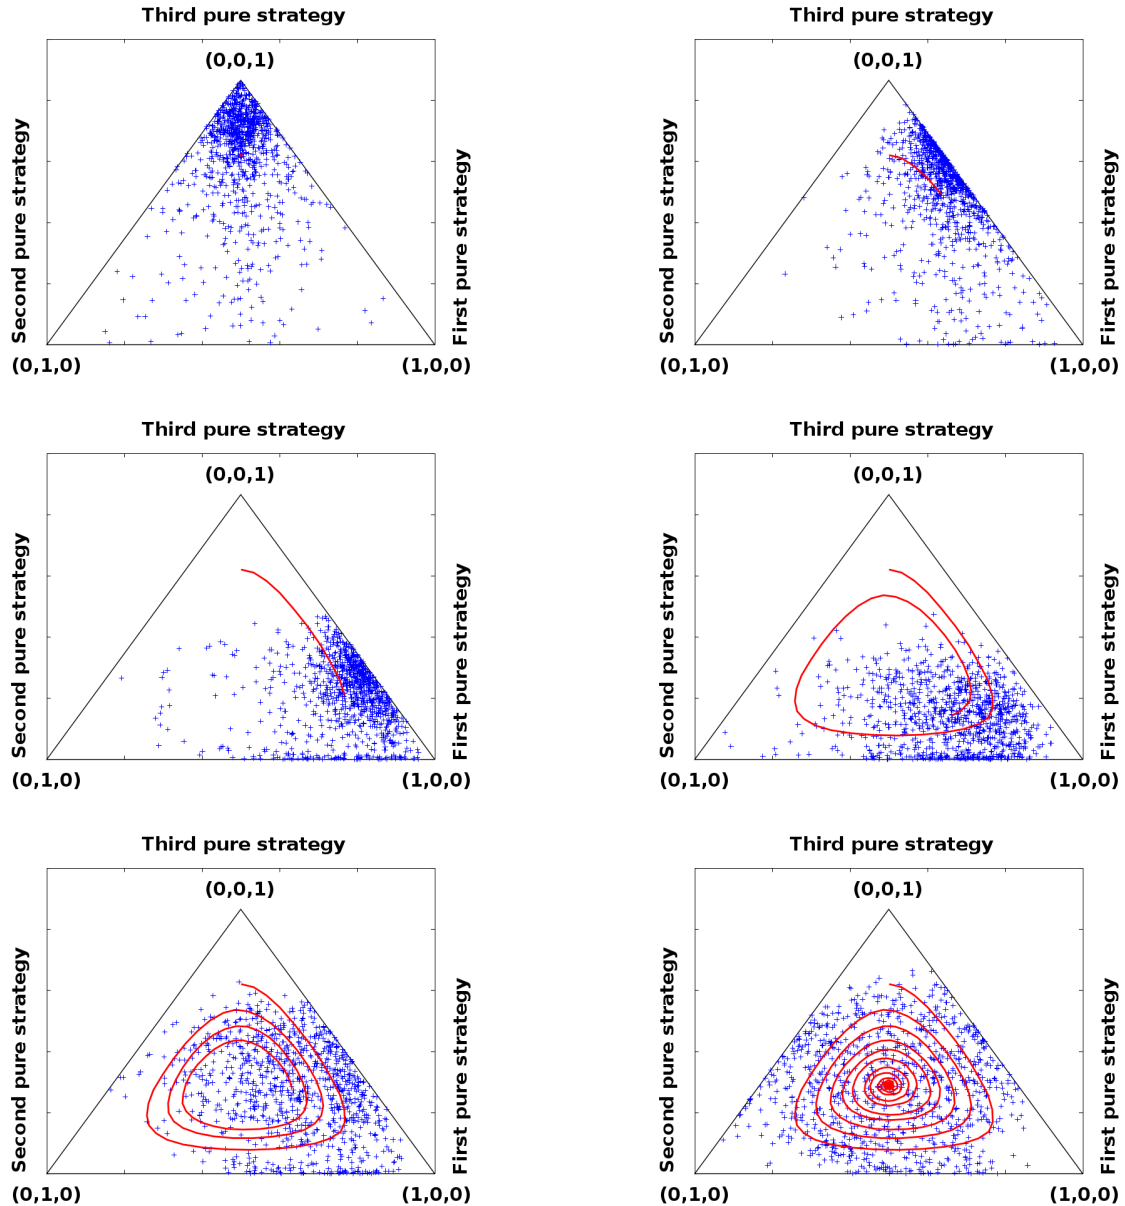 Third pure strategy
Third pure strategy
(0,0,1)
(0,0,1)
Second pure strategy
First pure strategy
Second pure strategy
First pure strategy
(0,1,0)
(1,0,0)
(0,1,0)
(1,0,0)
Third pure strategy
Third pure strategy
(0,0,1)
(0,0,1)
Second pure strategy
First pure strategy
Second pure strategy
First pure strategy
(0,1,0)
(1,0,0)
(0,1,0)
(1,0,0)
Third pure strategy
Third pure strategy
(0,0,1)
(0,0,1)
Second pure strategy
First pure strategy
Second pure strategy
First pure strategy
(0,1,0)
(1,0,0)
(0,1,0)
(1,0,0)